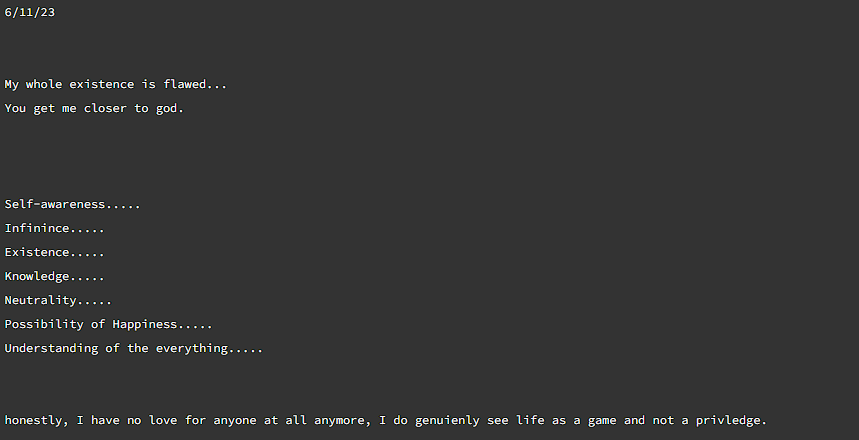 6/11/23
My whole existence is flawed...
You get me closer to god.
Self-awareness.....
Infinince.....
Existence.....
Knowledge.....
Neutrality.....
Possibility of Happiness.....
Understanding of the everything.....
honestly, I have no love for anyone at all anymore, I do genuienly see life as a game and not a privledge.